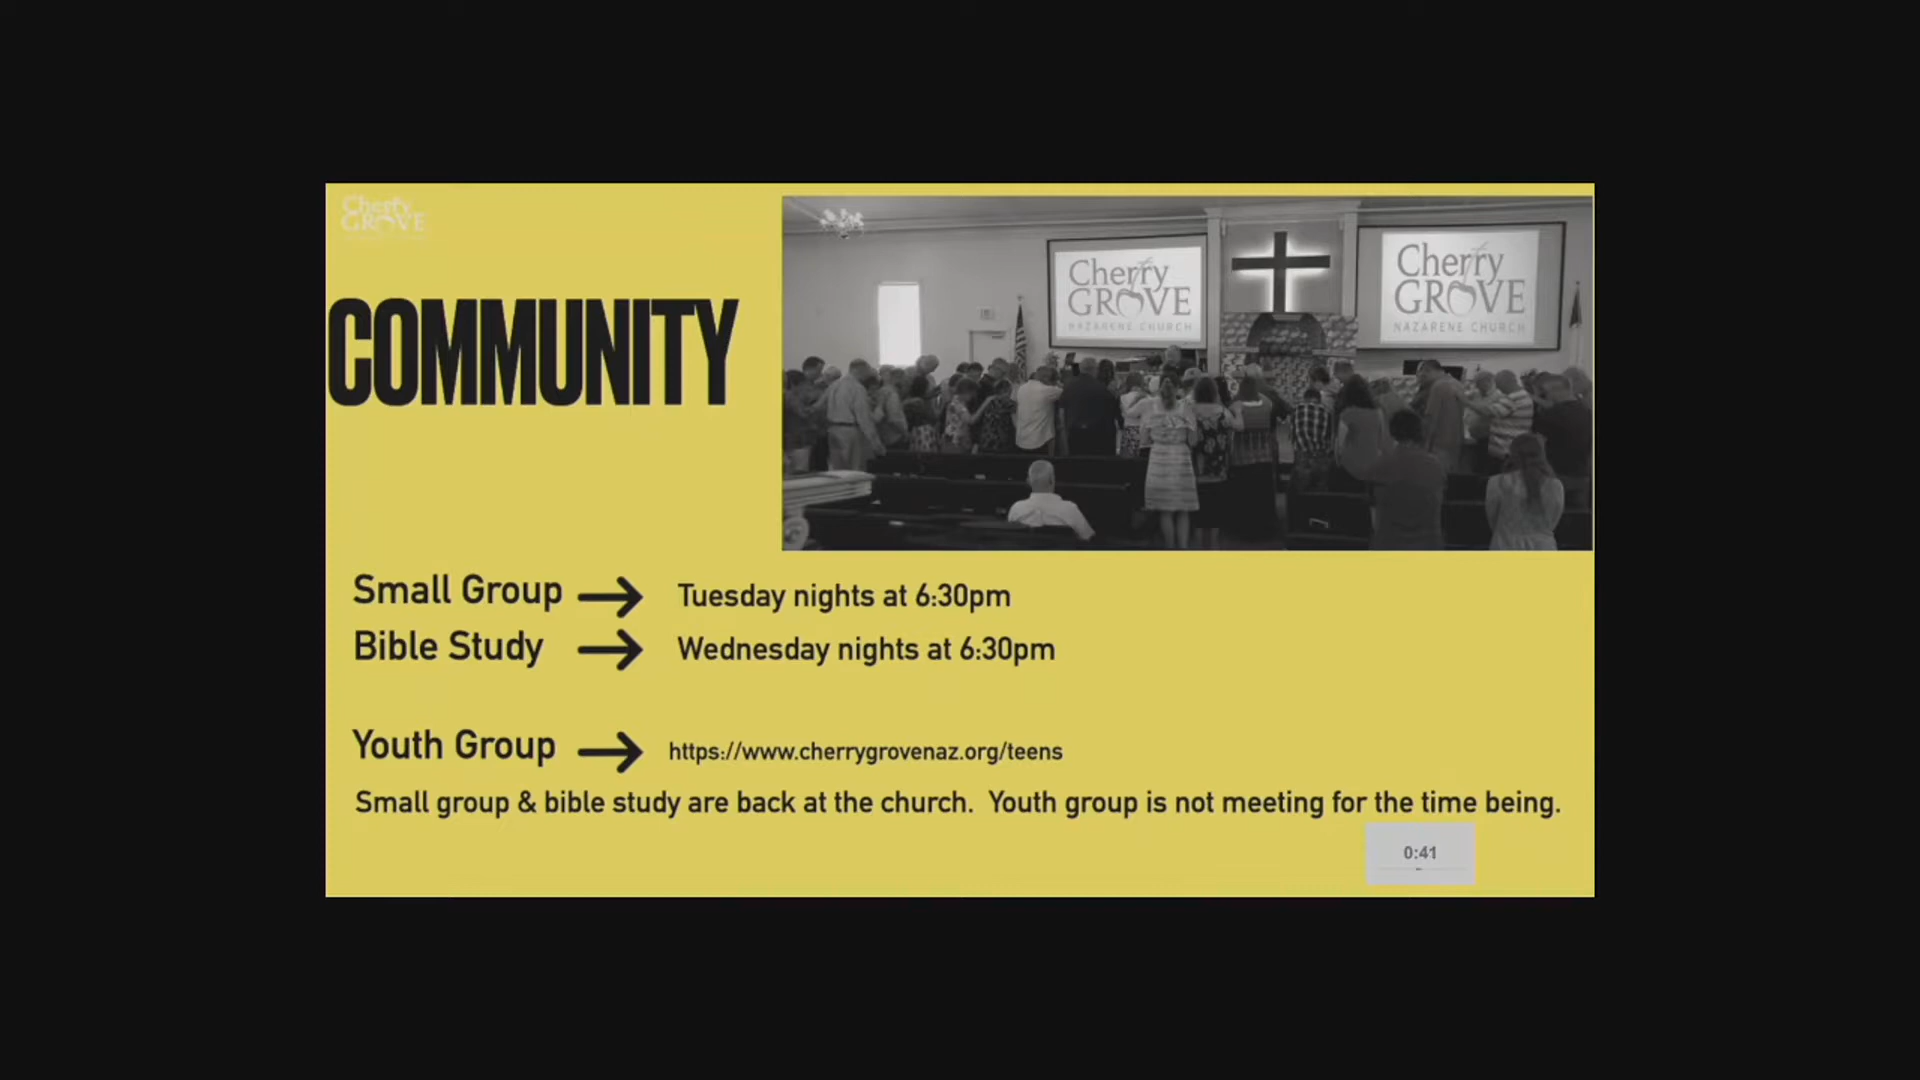 Cherry
GROVE
COMMUNITY
Cherry
GROVE
NAZARENE CHURCH
Cherry
GROVE
NAZARENE CHURCH
Small Group → Tuesday nights at 6:30pm
Bible Study → Wednesday nights at 6:30pm
Youth Group → https://www.cherrygrovenaz.org/teens
Small group & bible study are back at the church. Youth group is not meeting for the time being.
0:41